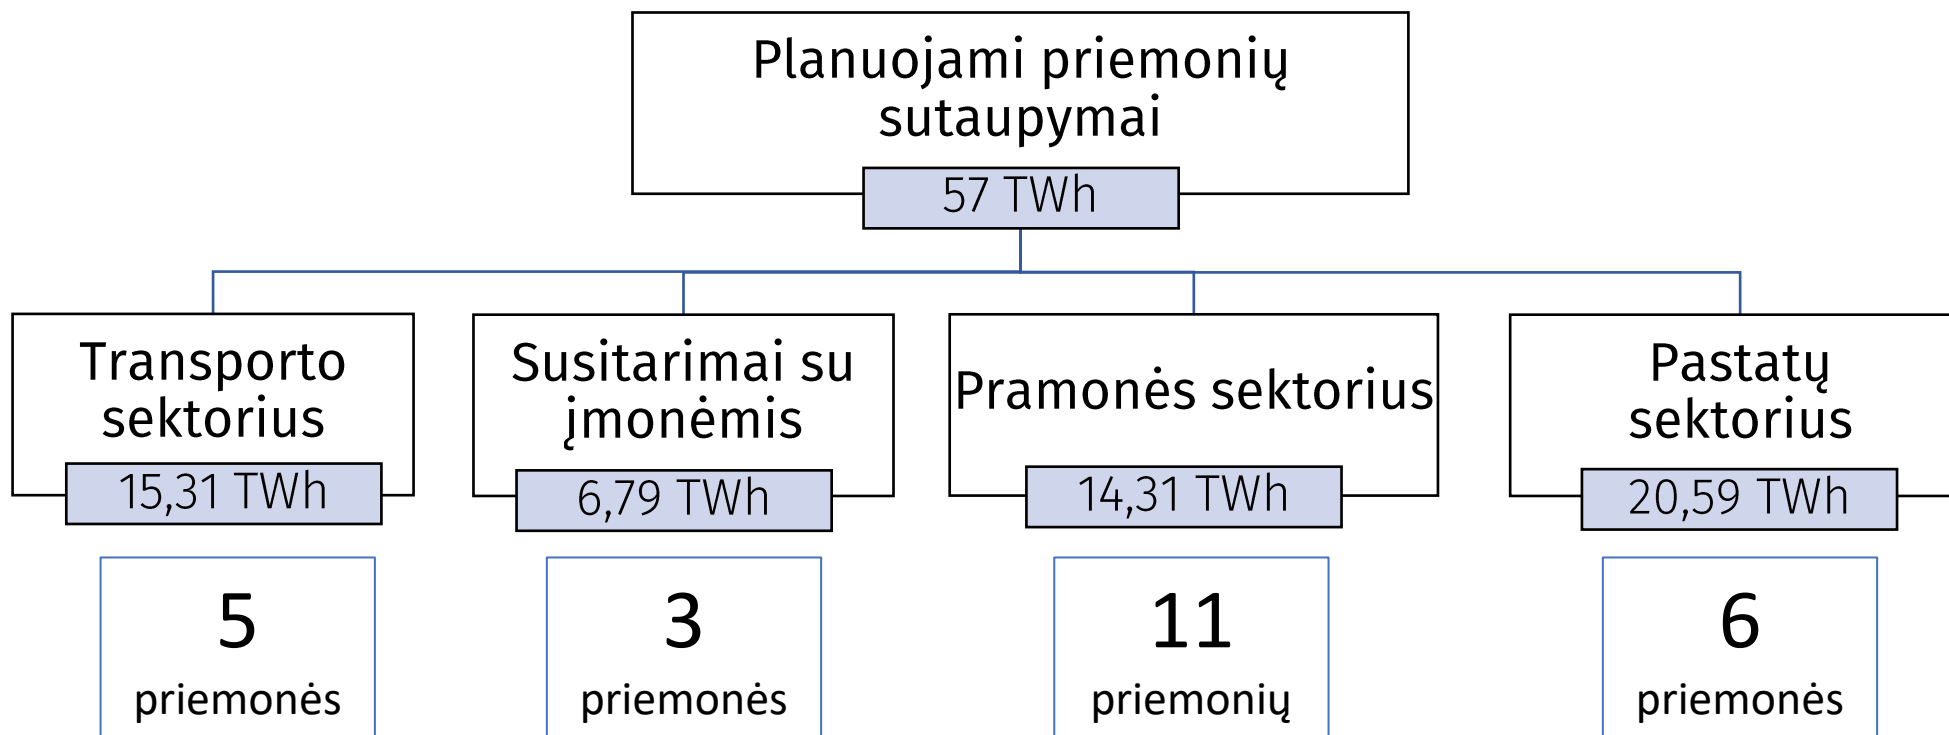 Planuojami priemonių
sutaupymai
57 TWh
Transporto
sektorius
15,31 TWh
Susitarimai su
įmonėmis
6,79 TWh
Pramonės sektorius
14,31 TWh
Pastatų
sektorius
20,59 TWh
5
priemonės
3
priemonės
11
priemonių
6
priemonės